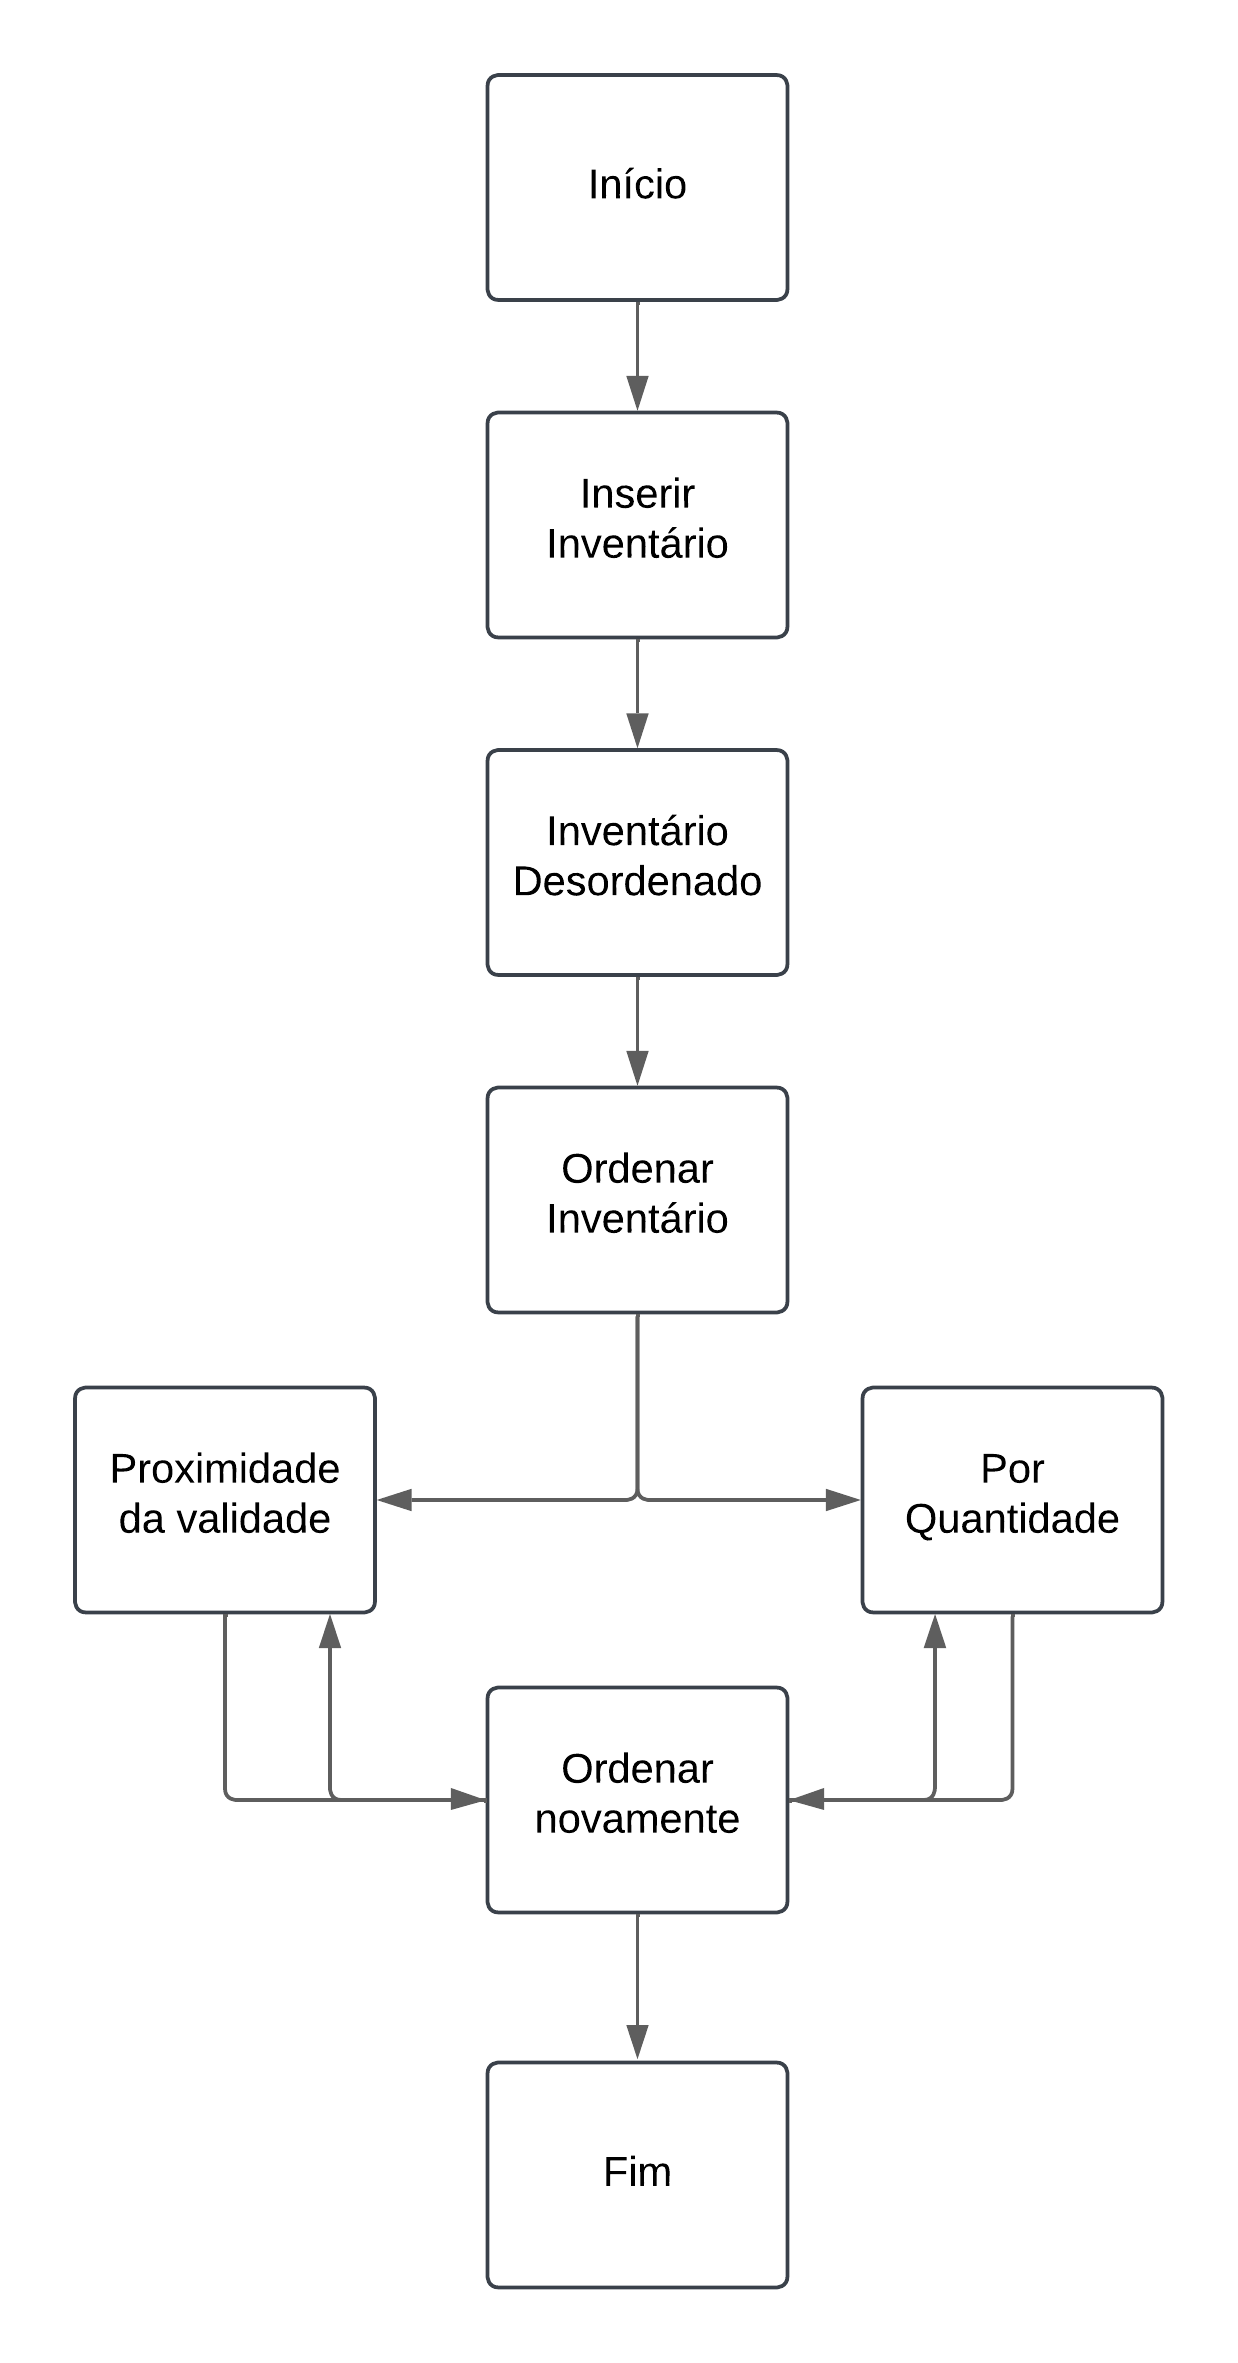 Início
Inserir
Inventário
Inventário
Desordenado
Ordenar
Inventário
Proximidade
da validade
Por
Quantidade
Ordenar
novamente
Fim